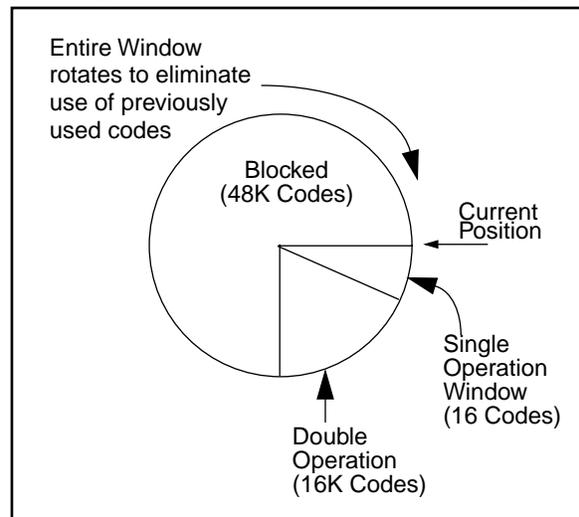 Entire Window
rotates to eliminate
use of previously
used codes
Blocked
(48K Codes)
Current
Position
Single
Operation
Window
(16 Codes)
Double
Operation
(16K Codes)